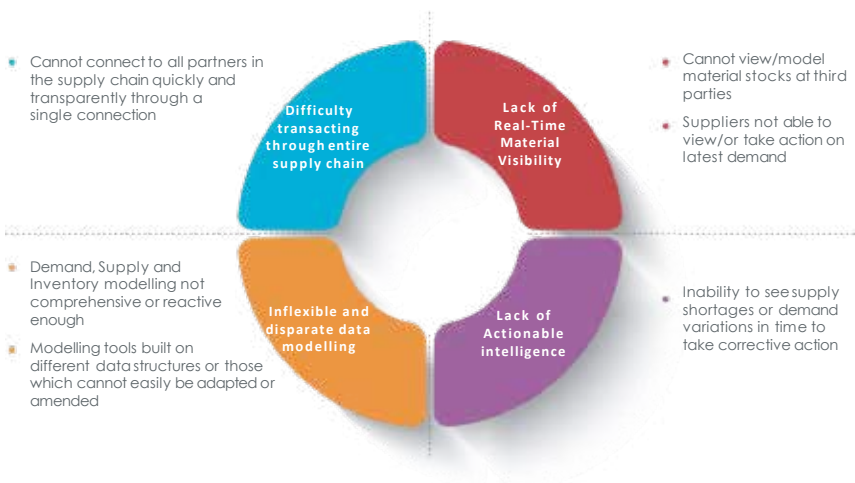 Cannot connect to all partners in
the supply chain quickly and
transparently through a
single connection
Difficulty
transacting
through entire
supply chain
Lack of
Real-Time
Material
Visibility
Cannot view/model
material stocks at third
parties
Suppliers not able to
view/or take action on
latest demand
Demand, Supply and
Inventory modelling not
comprehensive or reactive
enough
Modelling tools built on
different data structures or those
which cannot easily be adapted or
amended
Inflexible and
disparate data
modelling
Lack of
Actionable
intelligence
Inability to see supply
shortages or demand
variations in time to
take corrective action